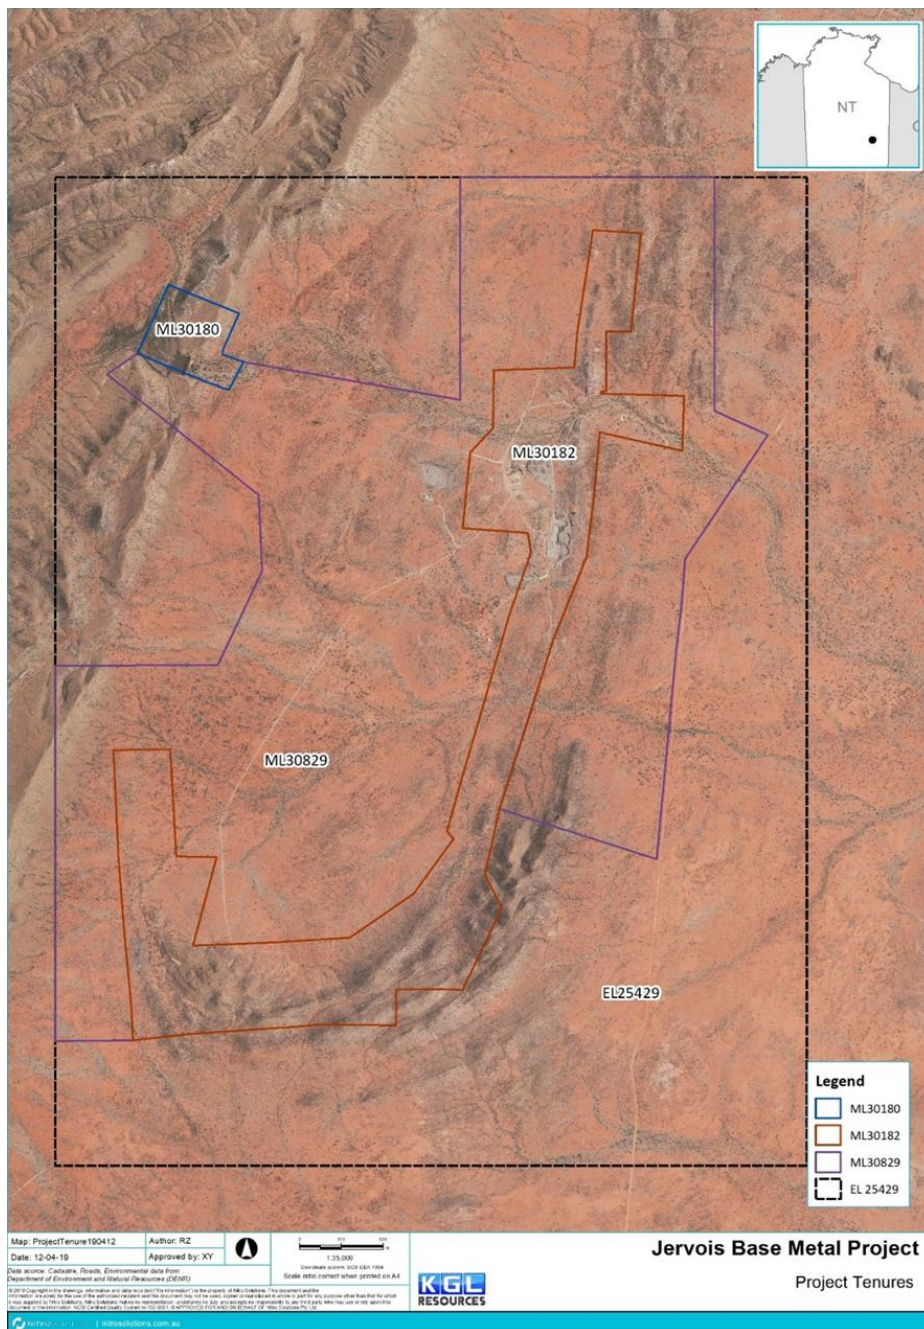 NT
ML30180
ML30182
ML30829
EL25429
Legend
ML30180
ML30182
ML30829
EL 25429
Map: ProjectTenure190412
Author: RZ
Date: 12-04-19
Approved by: XY
Data source: Cadastre, Roads, Environmental data from
Department of Environment and Natural Resources (DENR)
1:35,000
Scale ratio correct when printed on A4
KGL
RESOURCES
Jervois Base Metal Project
Project Tenures
nitrosolutions.com.au